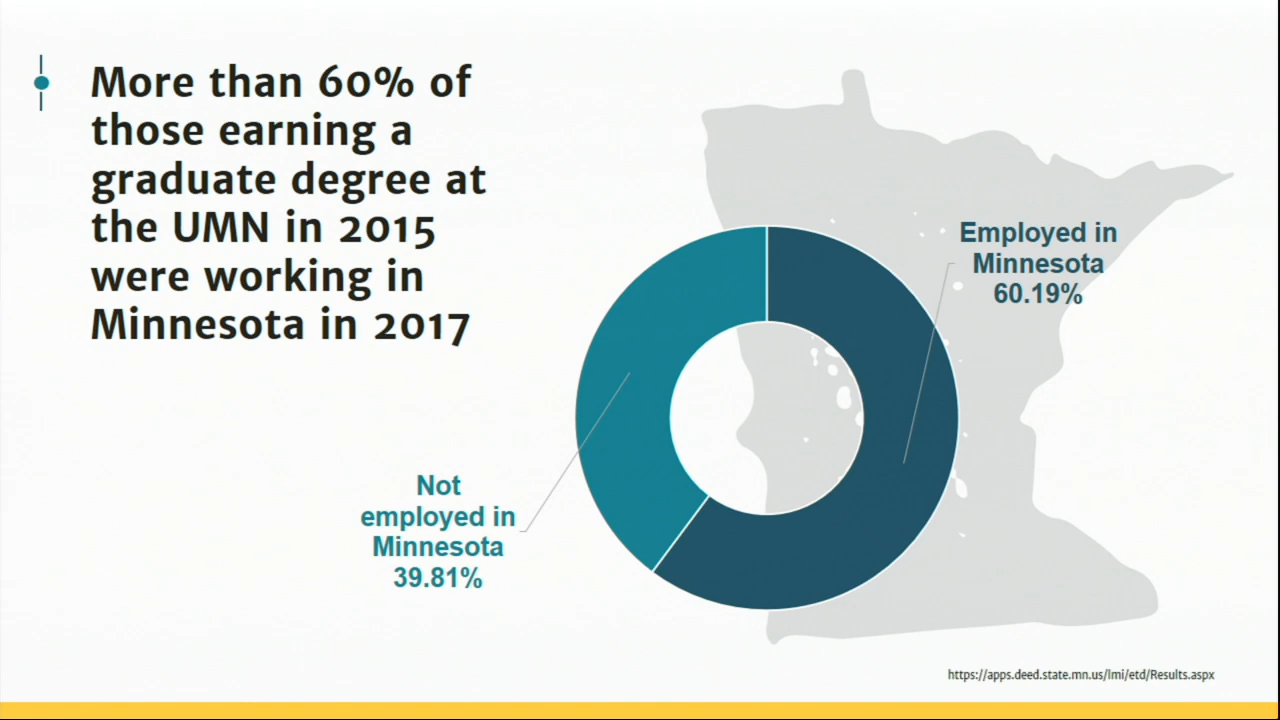 More than 60% of
those earning a
graduate degree at
the UMN in 2015
were working in
Minnesota in 2017
Employed in
Minnesota
60.19%
Not
employed in
Minnesota
39.81%
https://apps.deed.state.mn.us/lmi/etd/Results.aspx